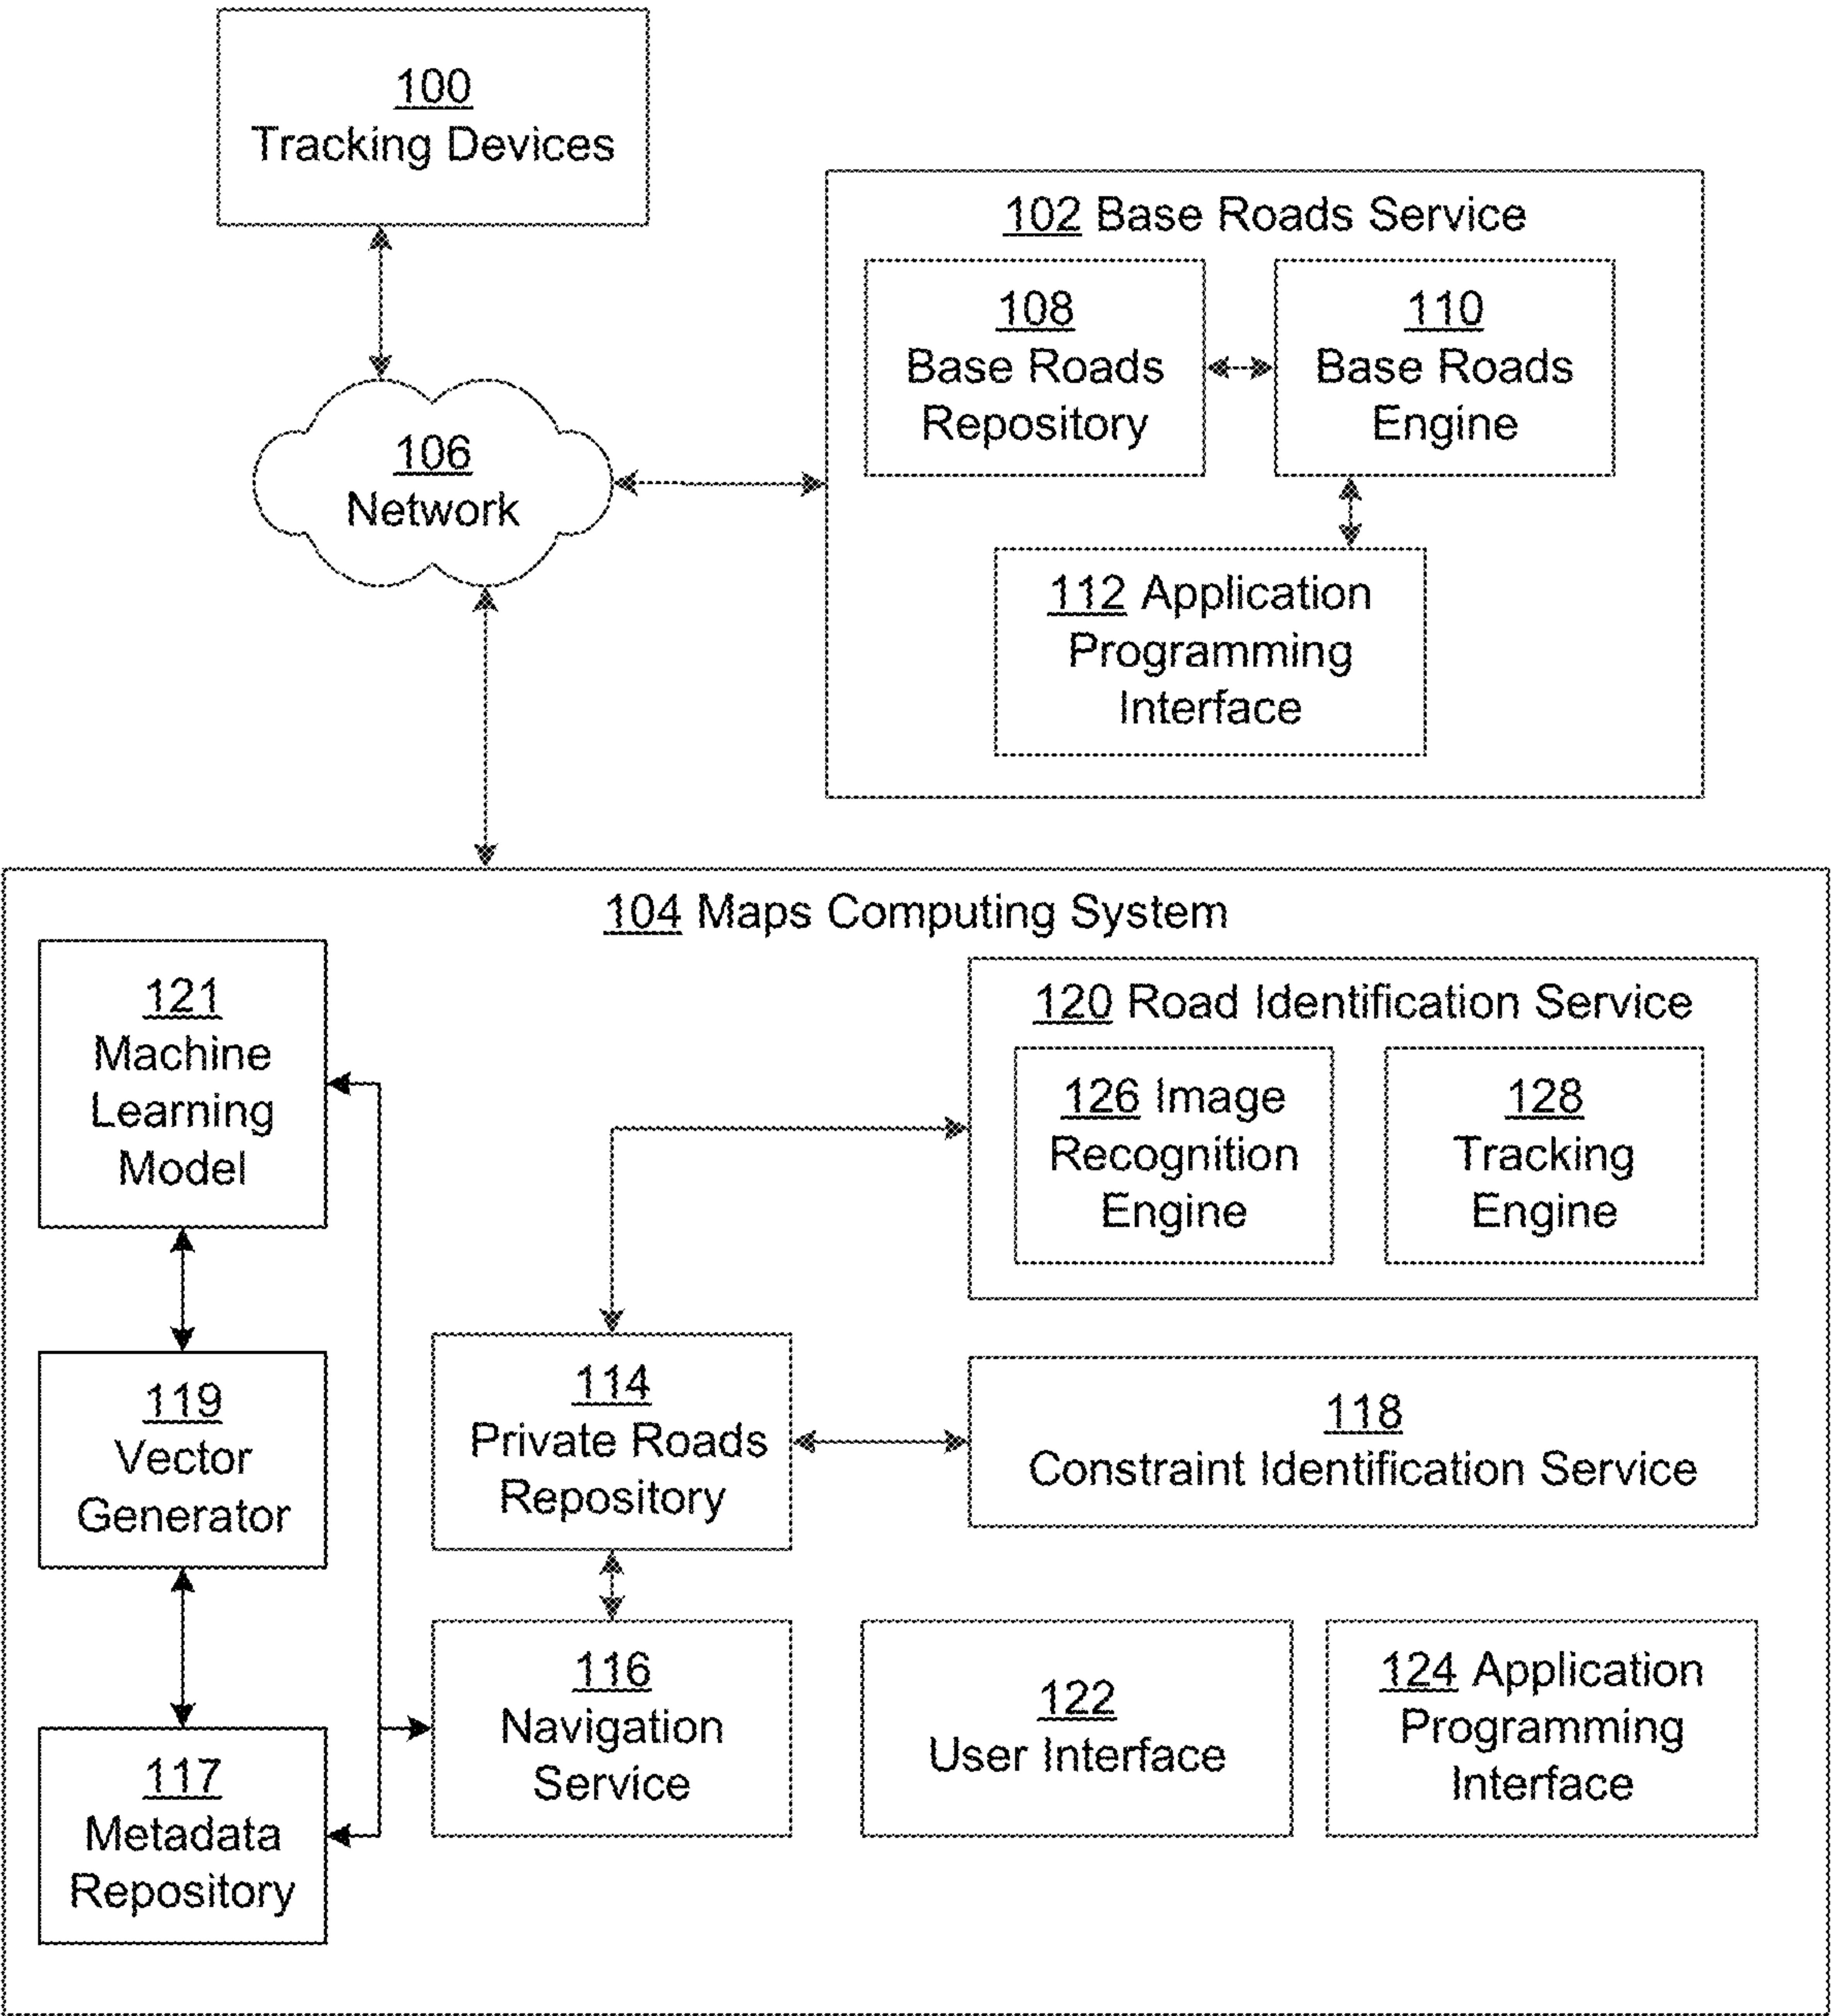 100
Tracking Devices
102 Base Roads Service
108
Base Roads
Repository
110
Base Roads
Engine
106
Network
112 Application
Programming
Interface
104 Maps Computing System
121
Machine
Learning
Model
120 Road Identification Service
126 Image
Recognition
Engine
128
Tracking
Engine
119
Vector
Generator
114
Private Roads
Repository
118
Constraint Identification Service
117
Metadata
Repository
116
Navigation
Service
122
User Interface
124 Application
Programming
Interface